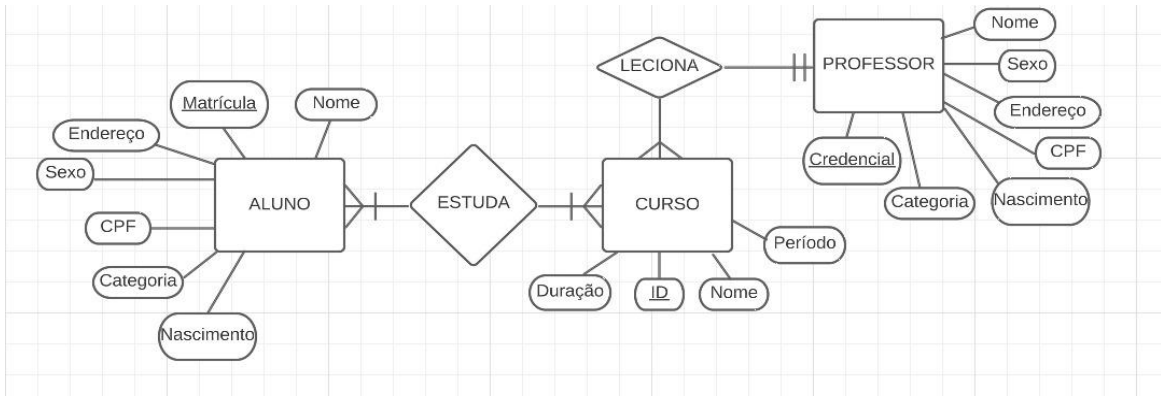 Nome
PROFESSOR
LECIONA
Sexo
Matrícula
Nome
Endereço
Endereço
CPF
Credencial
Sexo
ALUNO
ESTUDA
CURSO
Categoria
Nascimento
CPF
Período
Categoria
Duração
ID
Nome
Nascimento